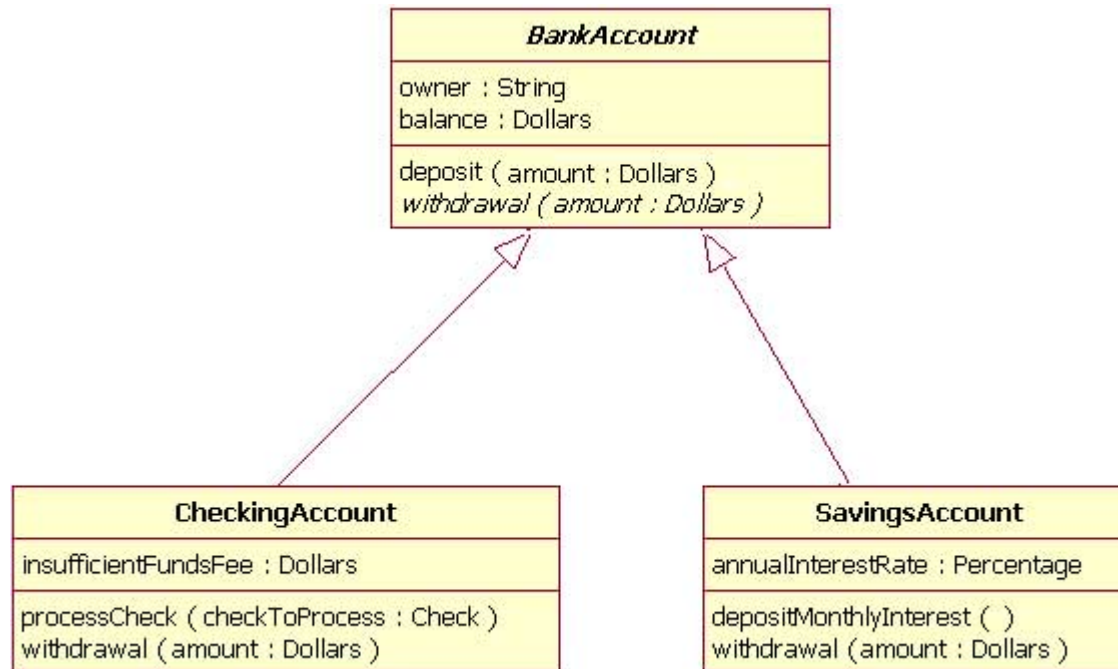 BankAccount
owner : String
balance : Dollars
deposit ( amount : Dollars )
withdrawal ( amount : Dollars )
CheckingAccount
insufficientFundsFee : Dollars
processCheck ( checkToProcess : Check )
withdrawal ( amount : Dollars )
SavingsAccount
annualInterestRate : Percentage
depositMonthlyInterest ( )
withdrawal ( amount : Dollars )